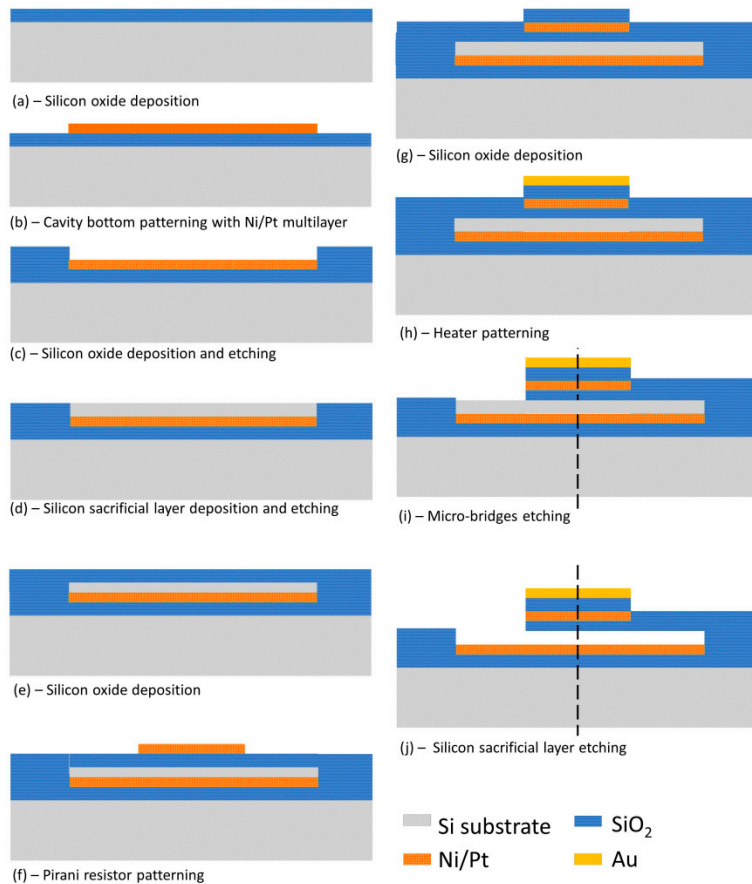 (a) – Silicon oxide deposition
(b) – Cavity bottom patterning with Ni/Pt multilayer
(c) – Silicon oxide deposition and etching
(d) – Silicon sacrificial layer deposition and etching
(e) – Silicon oxide deposition
(f) – Pirani resistor patterning
(g) – Silicon oxide deposition
(h) – Heater patterning
(i) – Micro-bridges etching
(j) – Silicon sacrificial layer etching
Si substrate
SiO₂
Ni/Pt
Au